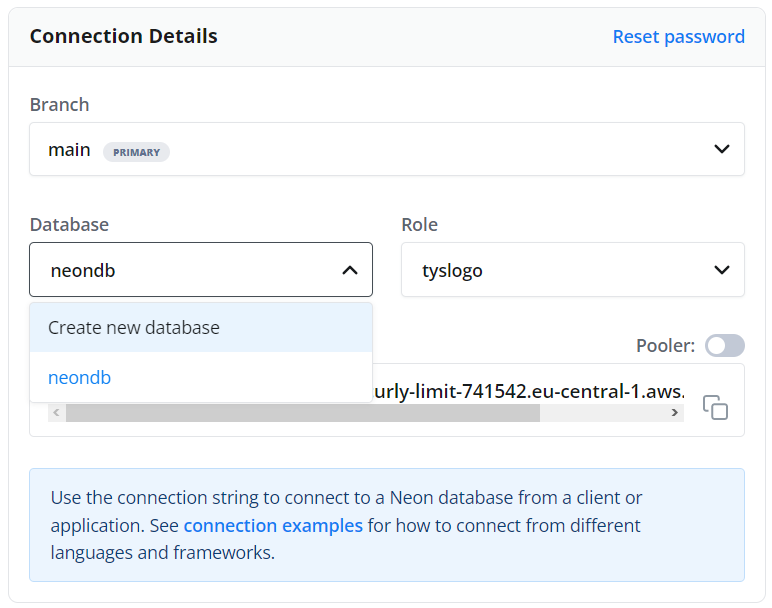 Connection Details
Reset password
Branch
main PRIMARY
Database
Role
neondb
tyslogo
Create new database
Pooler:
neondb
urly-limit-741542.eu-central-1.aws.
Use the connection string to connect to a Neon database from a client or
application. See connection examples for how to connect from different
languages and frameworks.